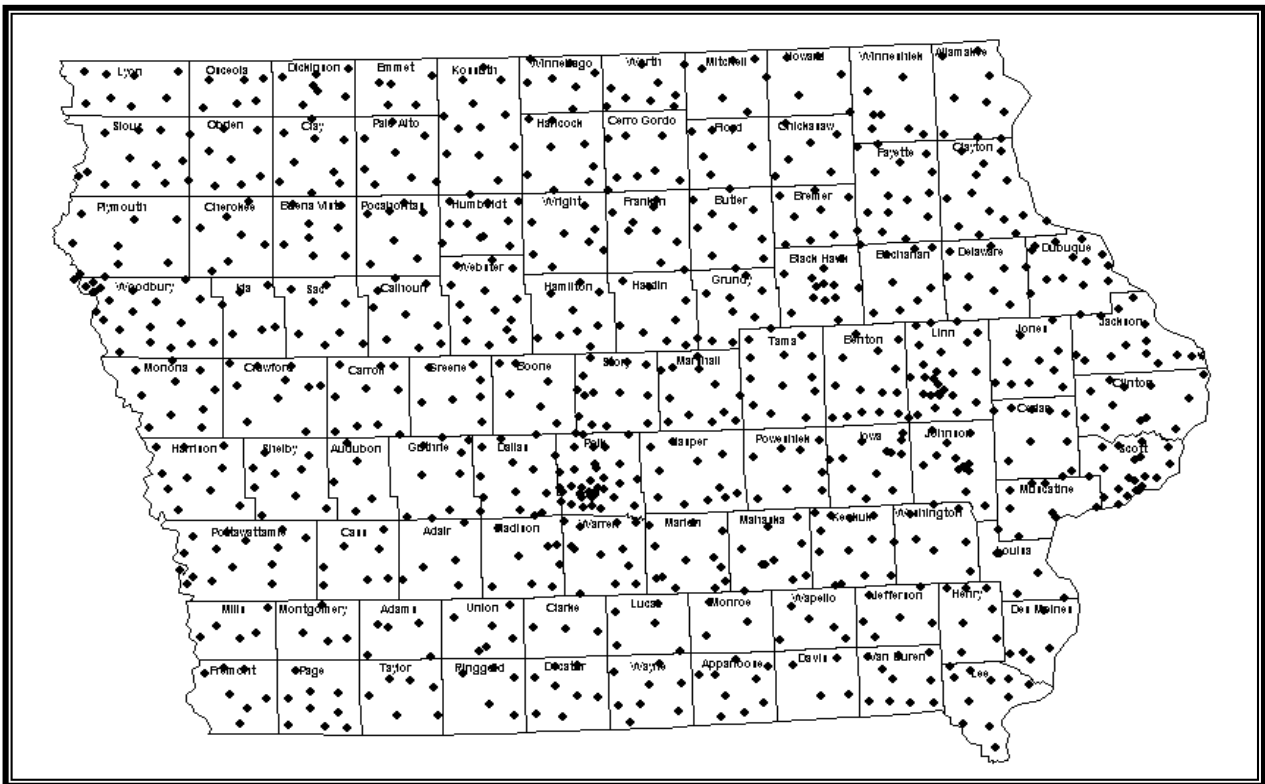 Lyon
Osceola
Dickinson
Emmet
Kossuth
Winnebago
Worth
Mitchell
Howard
Winneshiek
Allamakee
Sioux
Obrien
Clay
Palo Alto
Hancock
Cerro Gordo
Floyd
Chickasaw
Fayette
Clayton
Plymouth
Cherokee
Buena Vista
Pocahontas
Humboldt
Wright
Franklin
Butler
Bremer
Webster
Black Hawk
Buchanan
Delaware
Dubuque
Woodbury
Ida
Sac
Calhoun
Hamilton
Hardin
Grundy
Jackson
Monona
Crawford
Carroll
Greene
Boone
Story
Marshall
Tama
Benton
Linn
Jones
Clinton
Cedar
Harrison
Shelby
Audubon
Guthrie
Dallas
Polk
Jasper
Poweshiek
Iowa
Johnson
Scott
Muscatine
Pottawattamie
Cass
Adair
Madison
Warren
Marion
Mahaska
Keokuk
Washington
Louisa
Mills
Montgomery
Adams
Union
Clarke
Lucas
Monroe
Wapello
Jefferson
Henry
Des Moines
Fremont
Page
Taylor
Ringgold
Decatur
Wayne
Appanoose
Davis
Van Buren
Lee